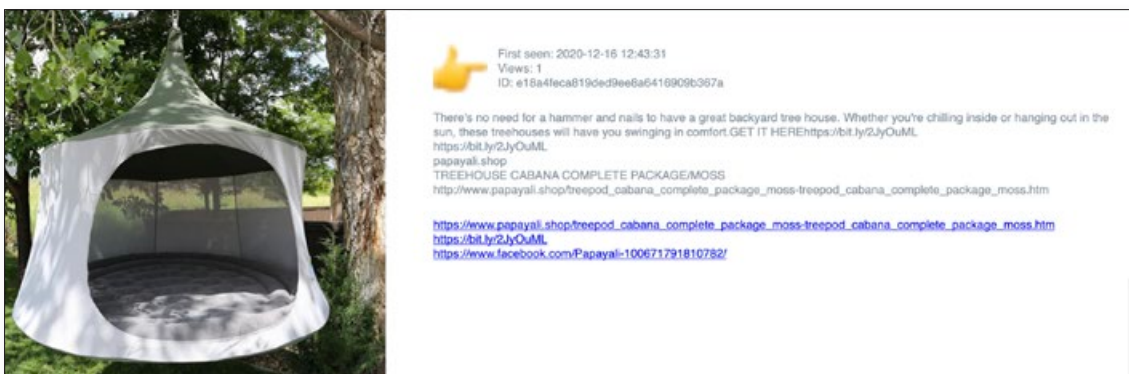 First seen: 2020-12-16 12:43:31
Views: 1
ID: e18a4feca819ded9ee8a6416909b367a
There's no need for a hammer and nails to have a great backyard tree house. Whether you're chilling inside or hanging out in the
sun, these treehouses will have you swinging in comfort.GET IT HEREhttps://bit.ly/2JyOuML
https://bit.ly/2JyOuML
papayali.shop
TREEHOUSE CABANA COMPLETE PACKAGE/MOSS
http://www.papayali.shop/treepod_cabana_complete_package_moss-treepod_cabana_complete_package_moss.htm
https://www.papayali.shop/treepod_cabana_complete_package_moss-treepod_cabana_complete_package_moss.htm
https://bit.ly/2JyOuML
https://www.facebook.com/Papayali-100671791810782/